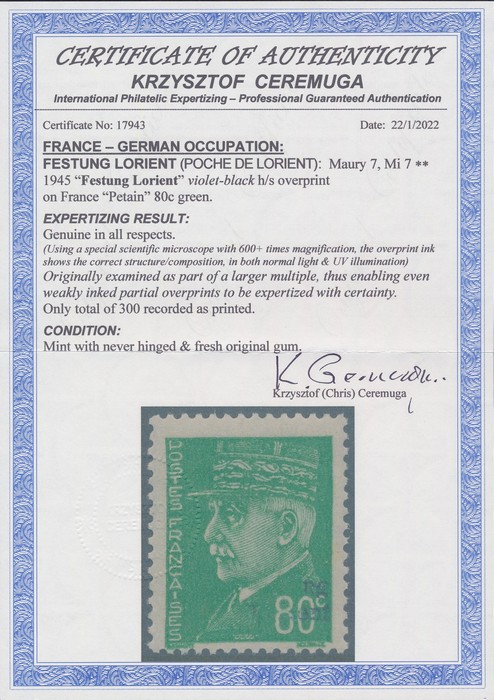 CERTIFICATE OF AUTHENTICITY
KRZYSZTOF CEREMUGA
International Philatelic Expertizing – Professional Guaranteed Authentication
Certificate No: 17943 Date: 22/1/2022
FRANCE – GERMAN OCCUPATION:
FESTUNG LORIENT (POCHE DE LORIENT): Maury 7, Mi 7 **
1945 “Festung Lorient” violet-black h/s overprint
on France “Petain” 80c green.
EXPERTIZING RESULT:
Genuine in all respects.
(Using a special scientific microscope with 600+ times magnification, the overprint ink
shows the correct structure/composition, in both normal light & UV illumination)
Originally examined as part of a larger multiple, thus enabling even
weakly inked partial overprints to be expertized with certainty.
Only total of 300 recorded as printed.
CONDITION:
Mint with never hinged & fresh original gum.
Krzysztof (Chris) Ceremuga
POSTES FRANÇAISES
80c